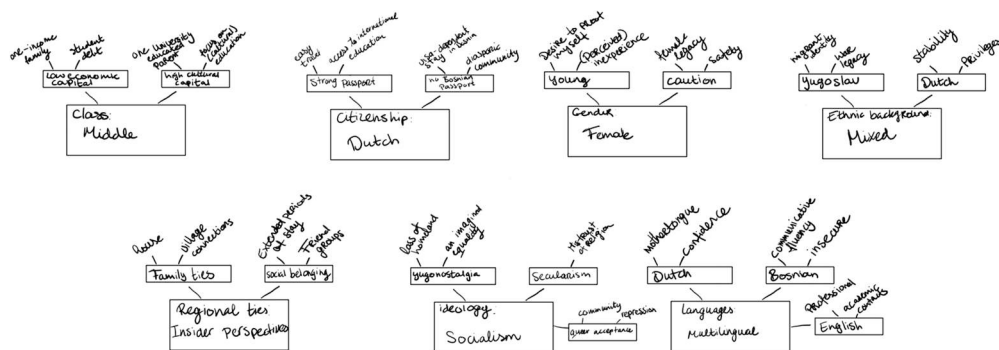 one-income
family
student
debt
low economic
capital
one university
educated
parent
focus on
(cultural)
education
high cultural
capital
Class:
Middle
easy
travel
access to international
education
Strong passport
visa-dependent
stay in Bosnia
diasporic
community
no Bosnian
passport
Citizenship:
Dutch
Desire to prove
myself
(Perceived)
inexperience
Young
female
legacy
Safety
caution
Gender
Female
migrant
identity
war
legacy
Yugoslav
Stability
Privilege
Dutch
Ethnic background:
Mixed
house
village
connections
Family ties
Extended periods
of stay
Friend
groups
social belonging
Regional ties
Insider perspectives
loss of
homeland
an imagined
equality
yugonostalgia
Mistrust
of religion
Secularism
community
repression
queer acceptance
ideology:
Socialism
mothertongue
confidence
Dutch
communicative
fluency
insecure
Bosnian
Professional
academic
contexts
English
Languages
Multilingual